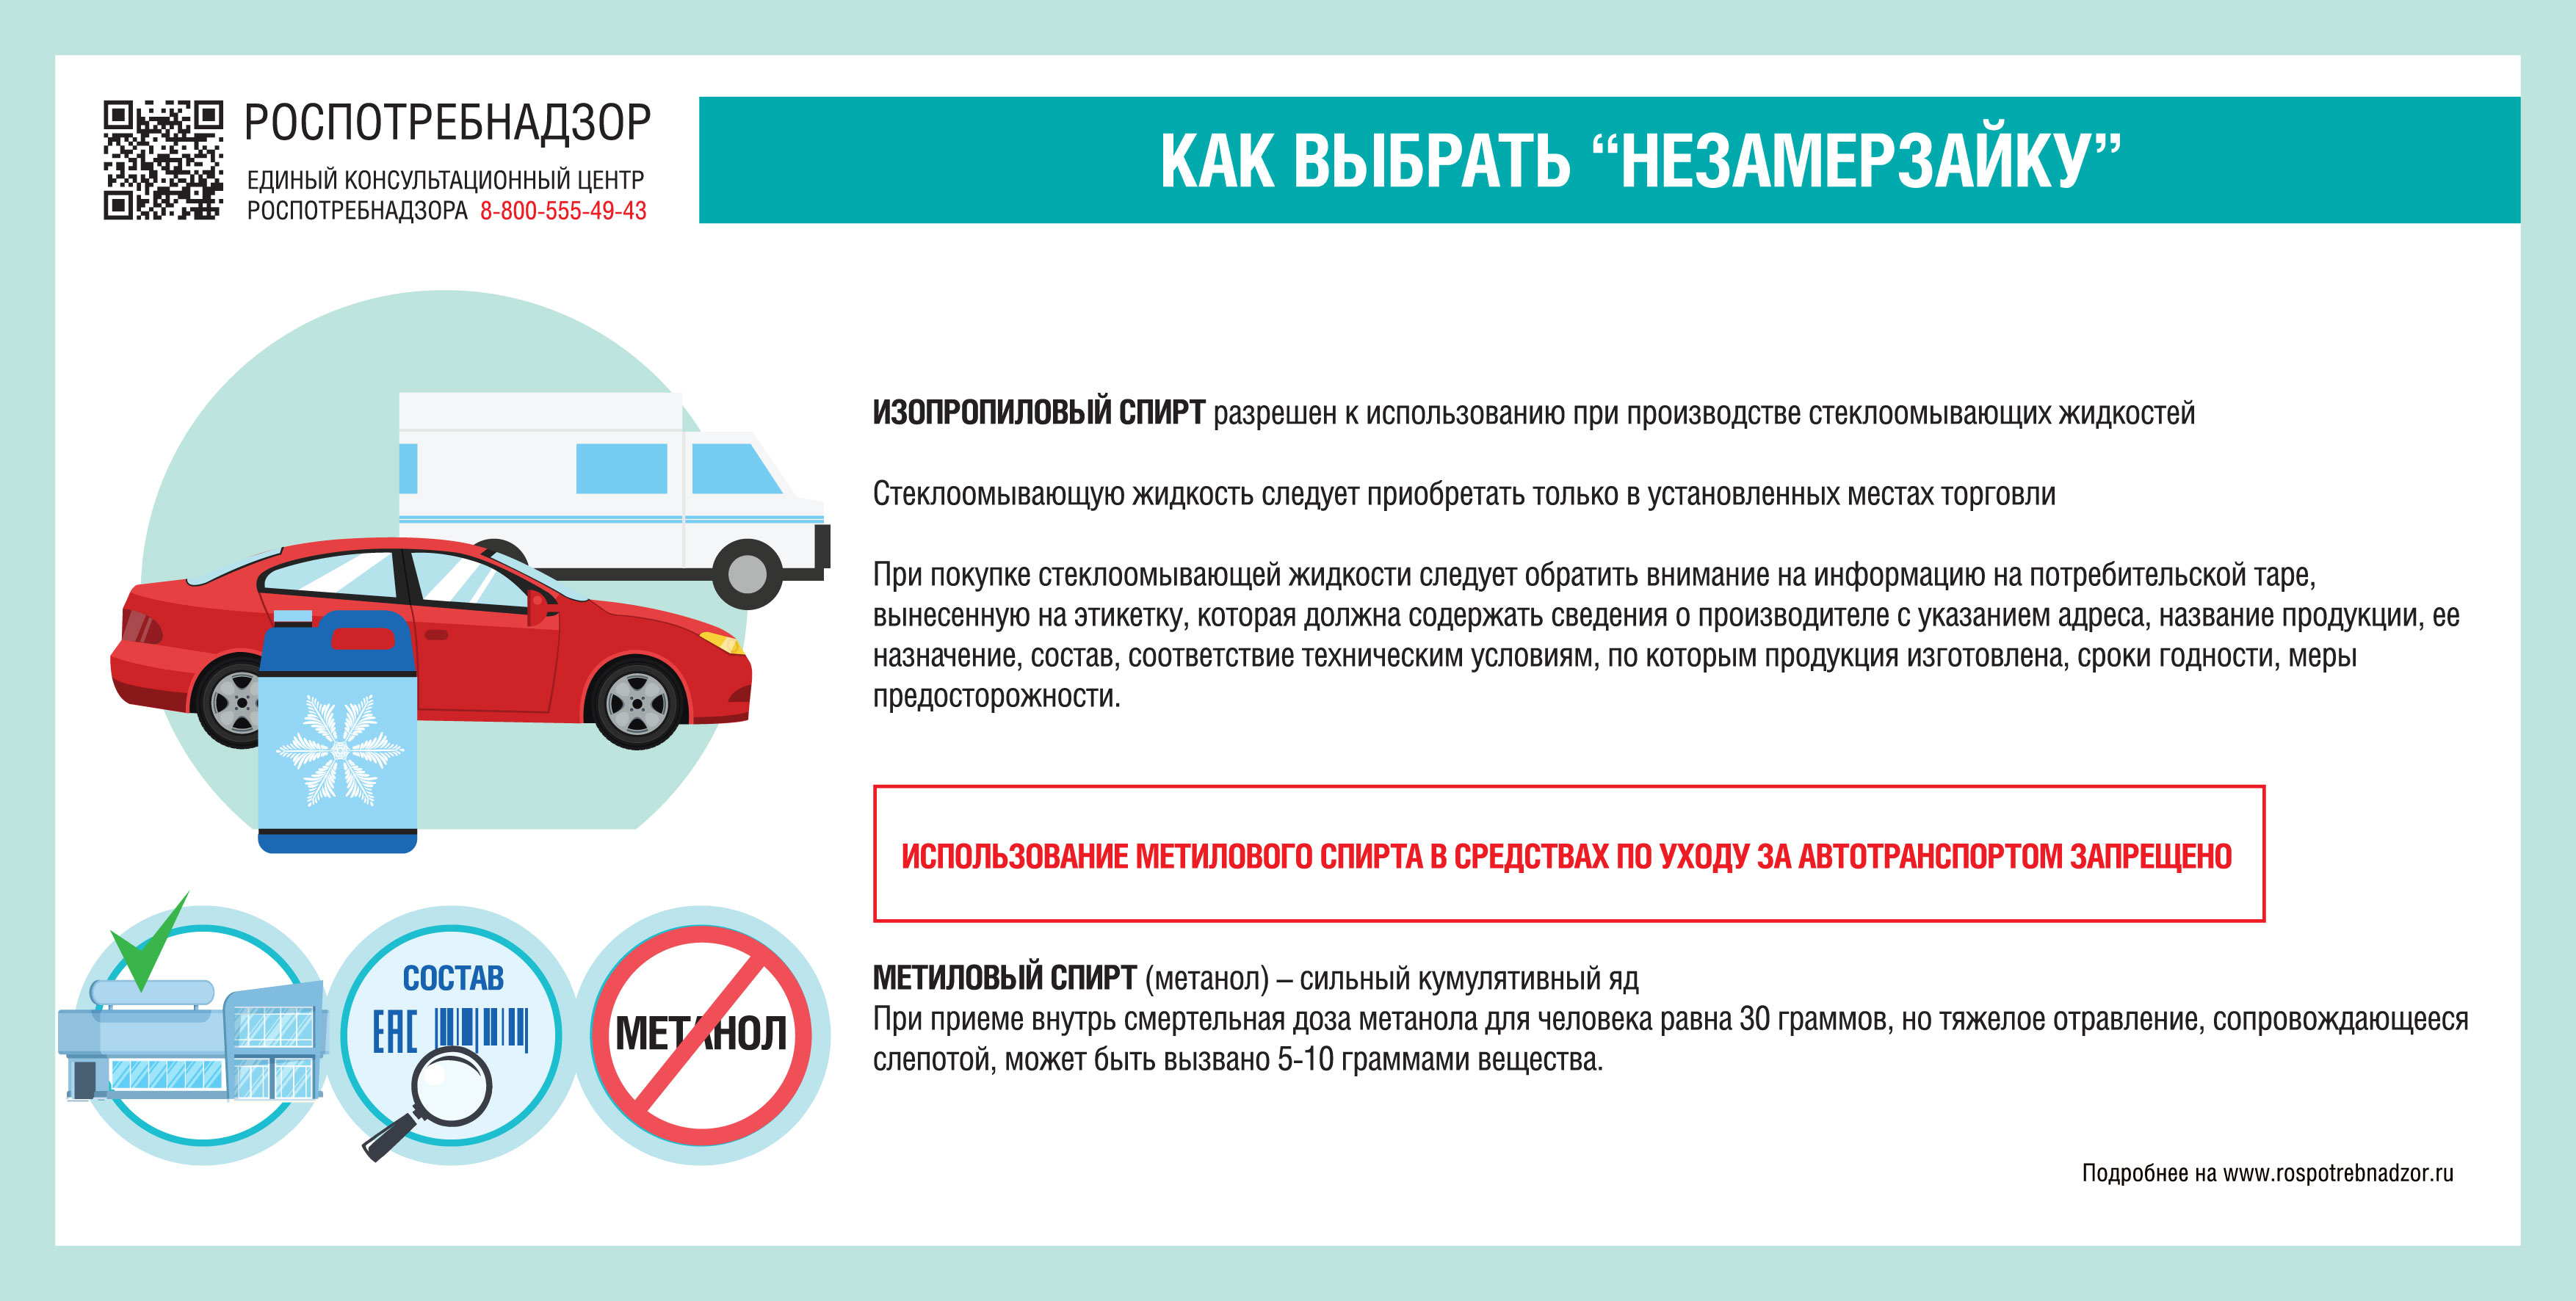 РОСПОТРЕБНАДЗОР
ЕДИНЫЙ КОНСУЛЬТАЦИОННЫЙ ЦЕНТР
РОСПОТРЕБНАДЗОРА 8-800-555-49-43
КАК ВЫБРАТЬ “НЕЗАМЕРЗАЙКУ”
ИЗОПРОПИЛОВЫЙ СПИРТ разрешен к использованию при производстве стеклоомывающих жидкостей
Стеклоомывающую жидкость следует приобретать только в установленных местах торговли
При покупке стеклоомывающей жидкости следует обратить внимание на информацию на потребительской таре,
вынесенную на этикетку, которая должна содержать сведения о производителе с указанием адреса, название продукции, ее
назначение, состав, соответствие техническим условиям, по которым продукция изготовлена, сроки годности, меры
предосторожности.
ИСПОЛЬЗОВАНИЕ МЕТИЛОВОГО СПИРТА В СРЕДСТВАХ ПО УХОДУ ЗА АВТОТРАНСПОРТОМ ЗАПРЕЩЕНО
СОСТАВ
ЕАС
МЕТАНОЛ
МЕТИЛОВЫЙ СПИРТ (метанол) – сильный кумулятивный яд
При приеме внутрь смертельная доза метанола для человека равна 30 граммов, но тяжелое отравление, сопровождающееся
слепотой, может быть вызвано 5-10 граммами вещества.
Подробнее на www.rospotrebnadzor.ru